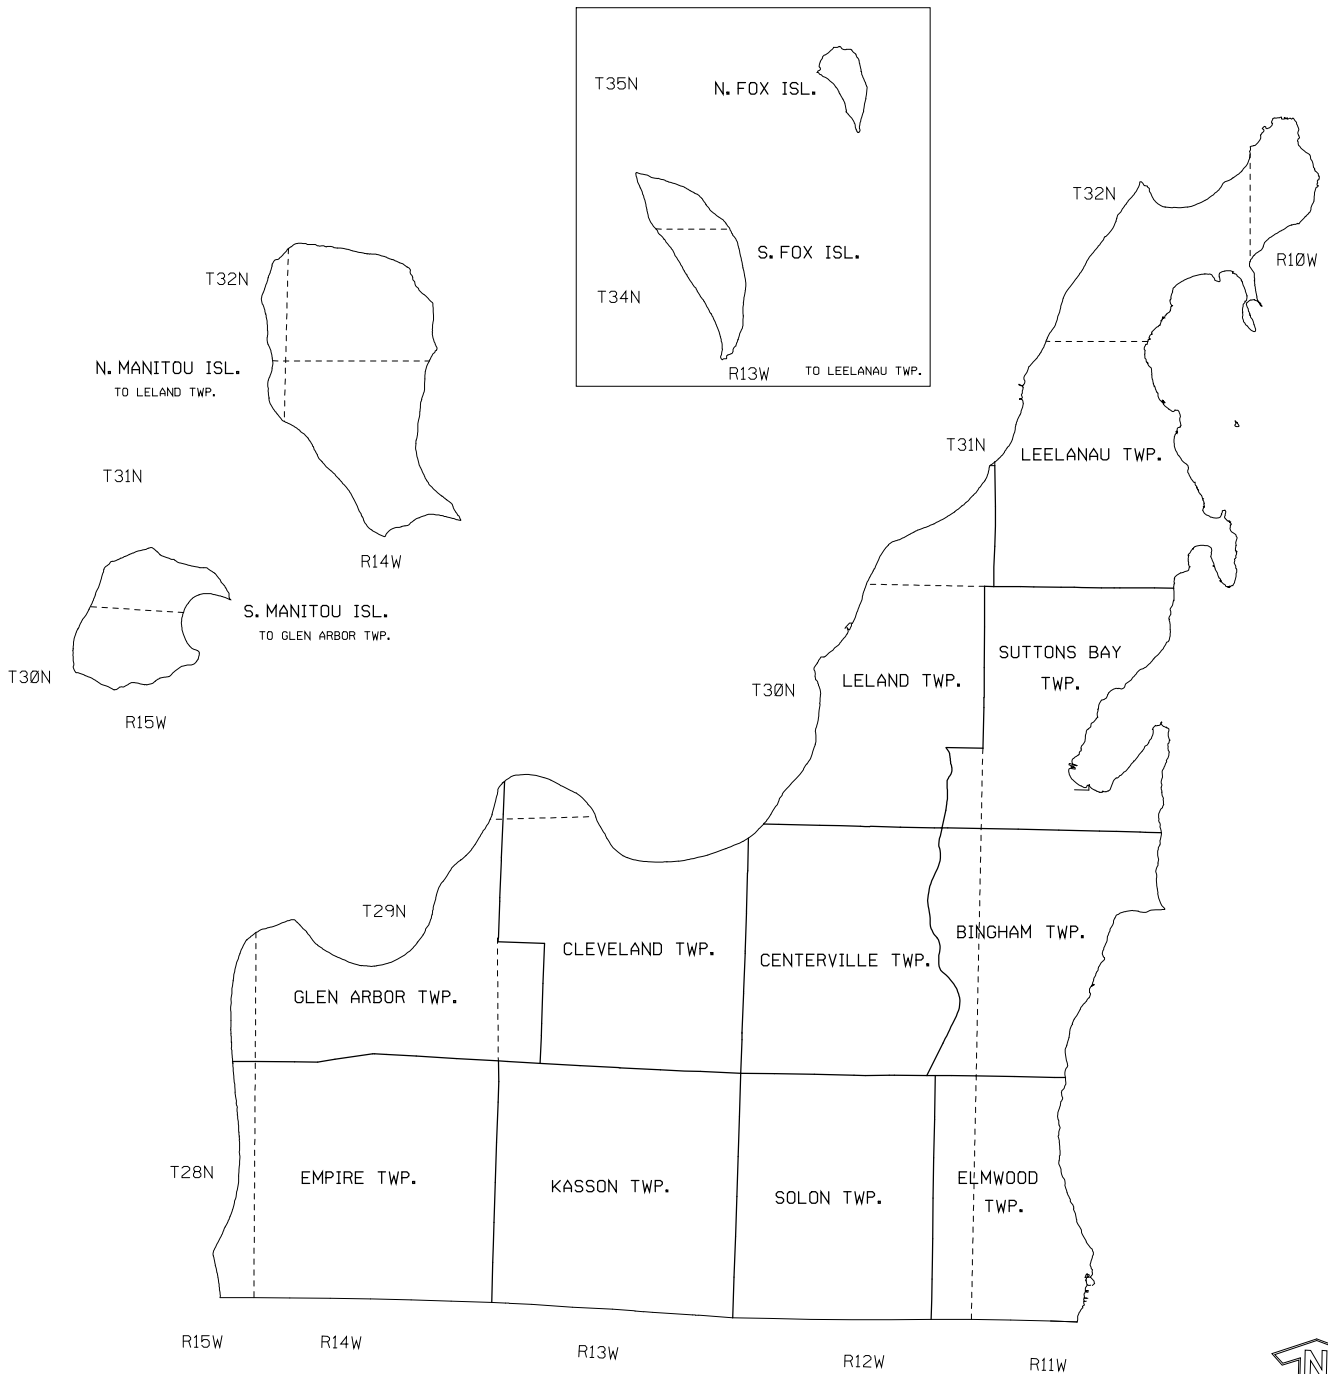 T35N
N. FOX ISL.
T32N
S. FOX ISL.
R10W
T32N
T34N
N. MANITOU ISL.
TO LELAND TWP.
R13W
TO LEELANAU TWP.
T31N
LEELANAU TWP.
T31N
R14W
S. MANITOU ISL.
TO GLEN ARBOR TWP.
SUTTONS BAY
TWP.
T30N
LELAND TWP.
T30N
R15W
T29N
CLEVELAND TWP.
BINGHAM TWP.
CENTERVILLE TWP.
GLEN ARBOR TWP.
T28N
EMPIRE TWP.
KASSON TWP.
SOLON TWP.
ELMWOOD
TWP.
R15W
R14W
R13W
R12W
R11W
N